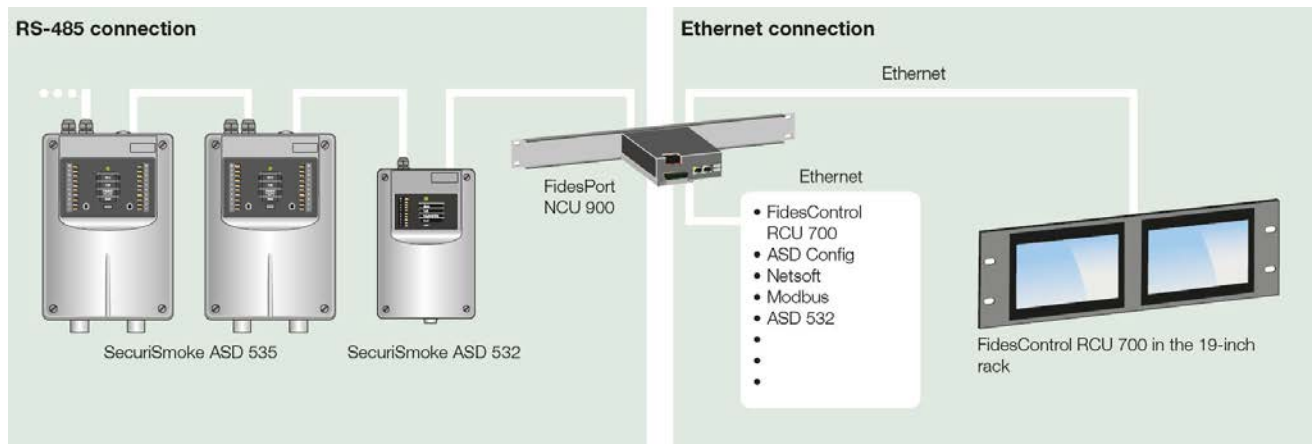 RS-485 connection
SecuriSmoke ASD 535
SecuriSmoke ASD 532
FidesPort
NCU 900
Ethernet connection
Ethernet
Ethernet
• FidesControl
RCU 700
• ASD Config
• Netsoft
• Modbus
• ASD 532
•
•
•
FidesControl RCU 700 in the 19-inch
rack